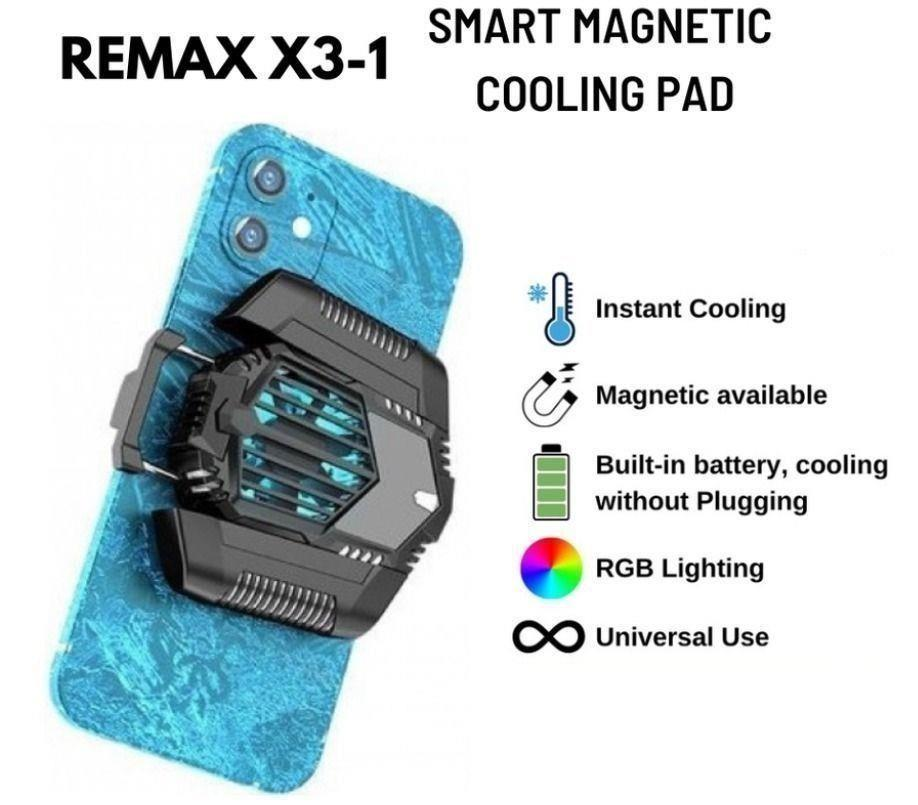 REMAX X3-1
SMART MAGNETIC
COOLING PAD
Instant Cooling
Magnetic available
Built-in battery, cooling
without Plugging
RGB Lighting
Universal Use